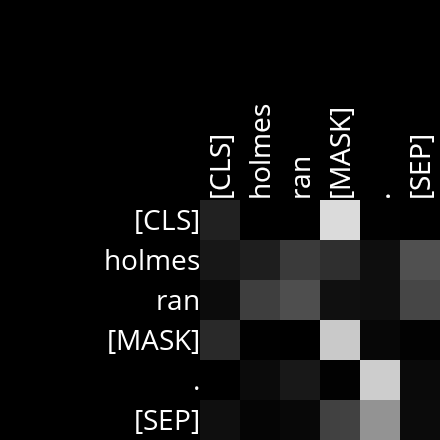 [CLS] holmes ran [MASK] . [SEP]
[CLS]
holmes
ran
[MASK]
.
[SEP]